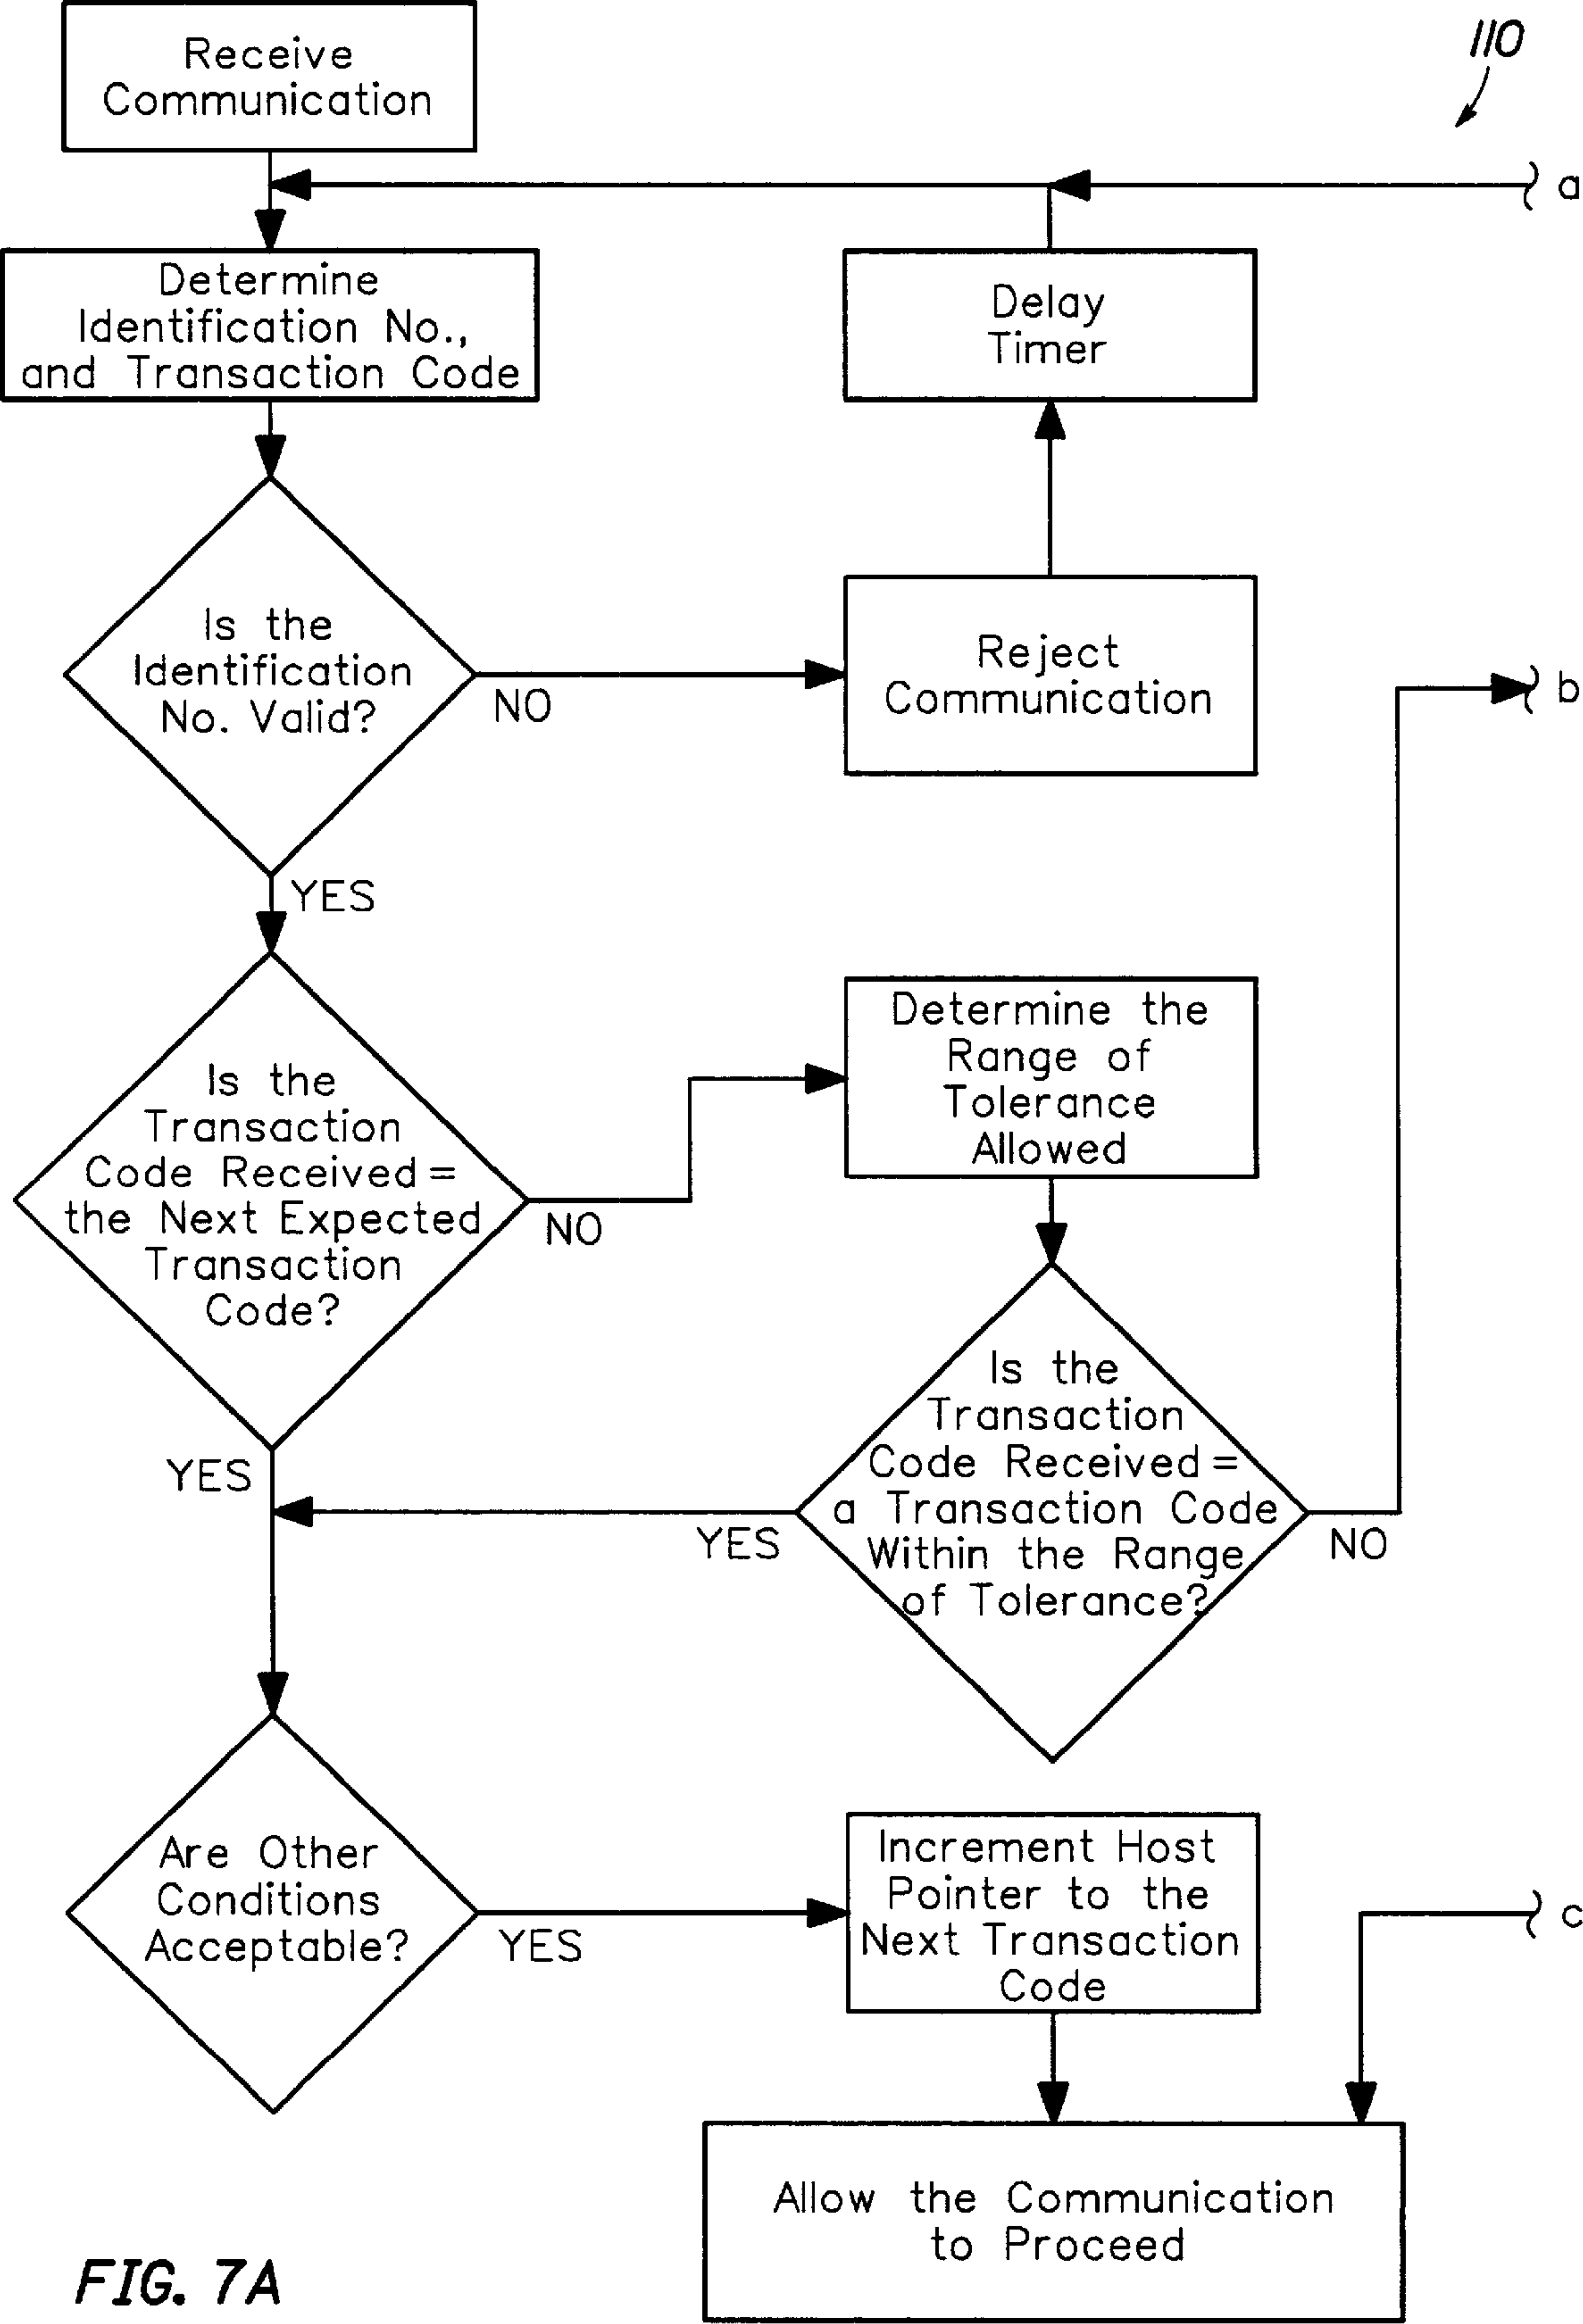 Receive
Communication
110
a
Determine
Identification No.,
and Transaction Code
Delay
Timer
Is the
Identification
No. Valid?
NO
Reject
Communication
b
YES
Is the
Transaction
Code Received =
the Next Expected
Transaction
Code?
NO
Determine the
Range of
Tolerance
Allowed
YES
Is the
Transaction
Code Received =
a Transaction Code
Within the Range
of Tolerance?
YES
NO
Are Other
Conditions
Acceptable?
YES
Increment Host
Pointer to the
Next Transaction
Code
c
Allow the Communication
to Proceed
FIG. 7A